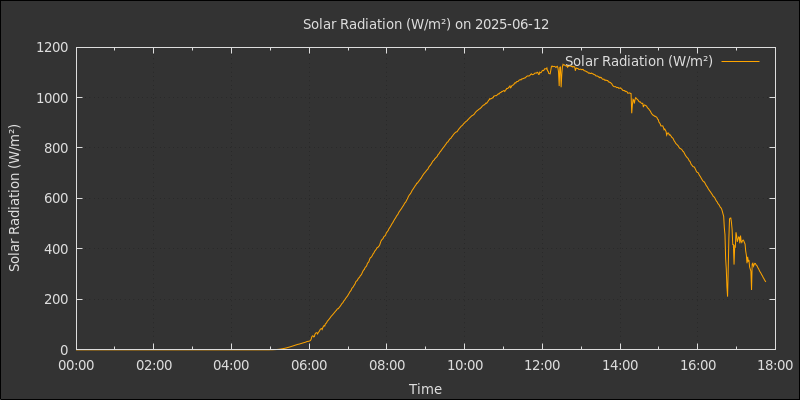 Solar Radiation (W/m²) on 2025-06-12
Solar Radiation (W/m²)
Solar Radiation (W/m²)
1200
1000
800
600
400
200
0
00:00 02:00 04:00 06:00 08:00 10:00 12:00 14:00 16:00 18:00
Time